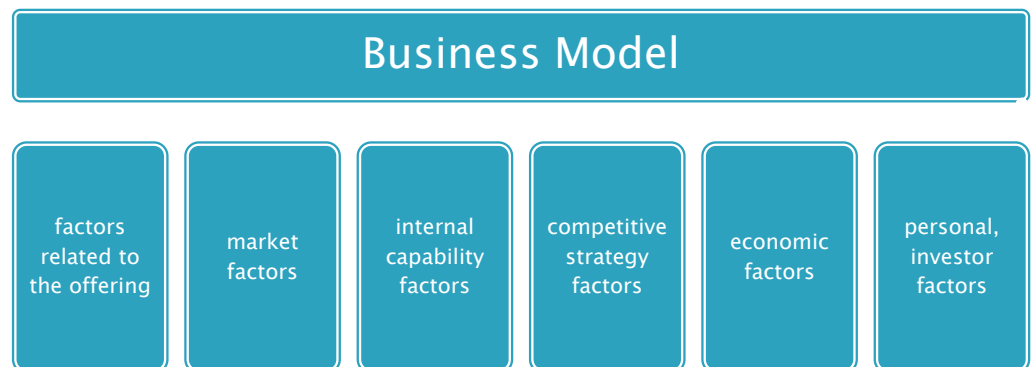 Business Model
factors
related to
the offering
market
factors
internal
capability
factors
competitive
strategy
factors
economic
factors
personal,
investor
factors